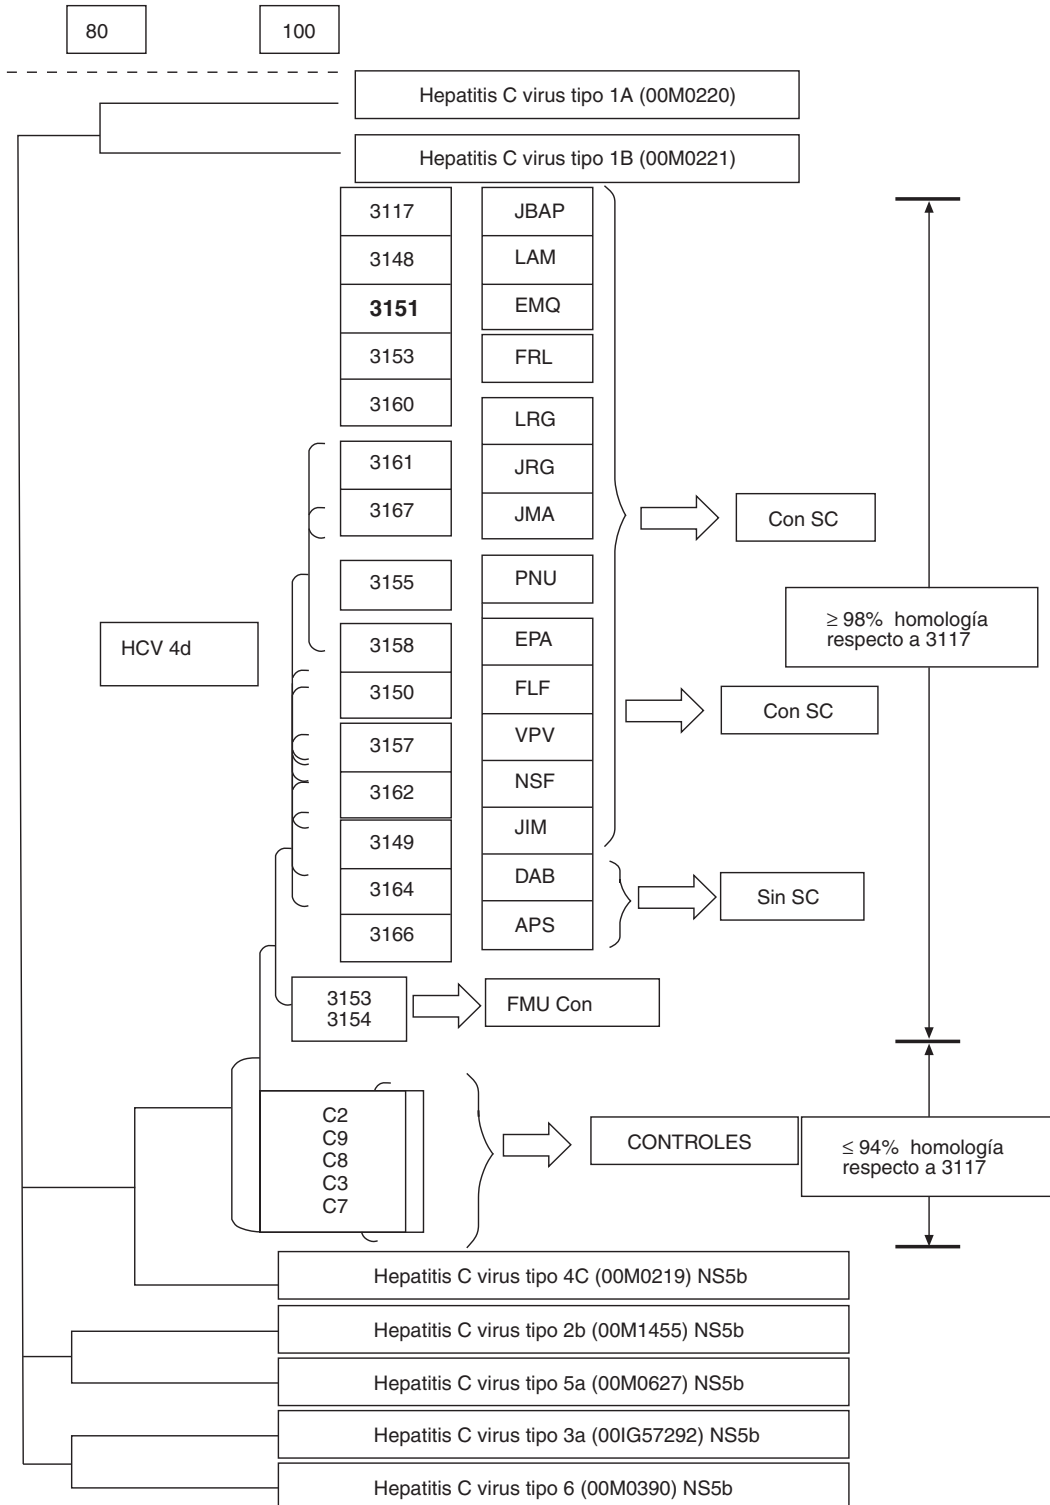 80
100
Hepatitis C virus tipo 1A (00M0220)
Hepatitis C virus tipo 1B (00M0221)
3117
JBAP
3148
LAM
3151
EMQ
3153
FRL
3160
LRG
3161
JRG
3167
JMA
Con SC
3155
PNU
≥ 98% homología
respecto a 3117
HCV 4d
3158
EPA
3150
FLF
Con SC
3157
VPV
3162
NSF
3149
JIM
3164
DAB
Sin SC
3166
APS
3153
3154
FMU Con
C2
C9
C8
C3
C7
CONTROLES
≤ 94% homología
respecto a 3117
Hepatitis C virus tipo 4C (00M0219) NS5b
Hepatitis C virus tipo 2b (00M1455) NS5b
Hepatitis C virus tipo 5a (00M0627) NS5b
Hepatitis C virus tipo 3a (00IG57292) NS5b
Hepatitis C virus tipo 6 (00M0390) NS5b